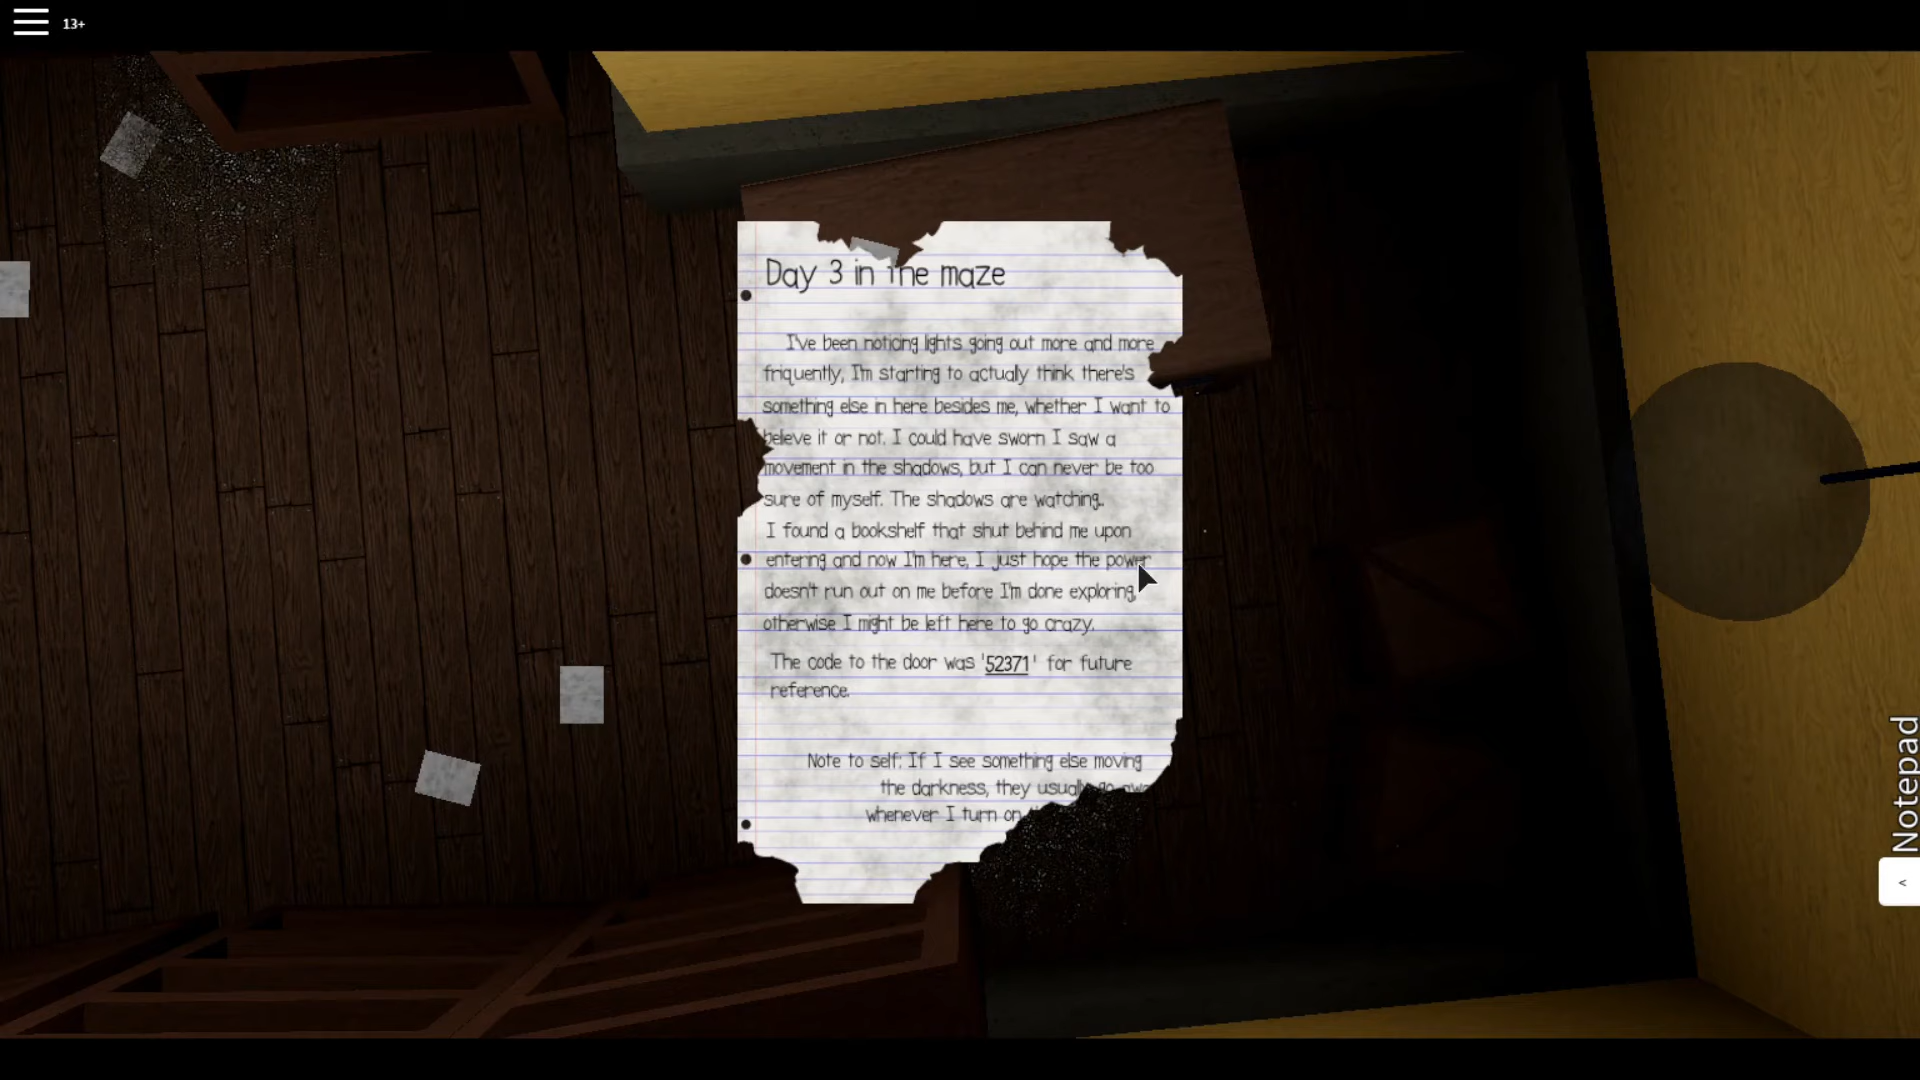 13+
Day 3 in the maze
I've been noticing lights going out more and more
friquently, I'm starting to actually think there's
something else in here besides me, whether I want to
beleve it or not. I could have sworn I saw a
movement in the shadows, but I can never be too
sure of myself. The shadows are watching..
I found a bookshelf that shut behind me upon
entering and now I'm here, I just hope the power
doesn't run out on me before I'm done exploring,
otherwise I might be left here to go crazy.
The code to the door was '52371' for future
reference.
Note to self: If I see something else moving
the darkness, they usually go
whenever I turn on
Notepad
<